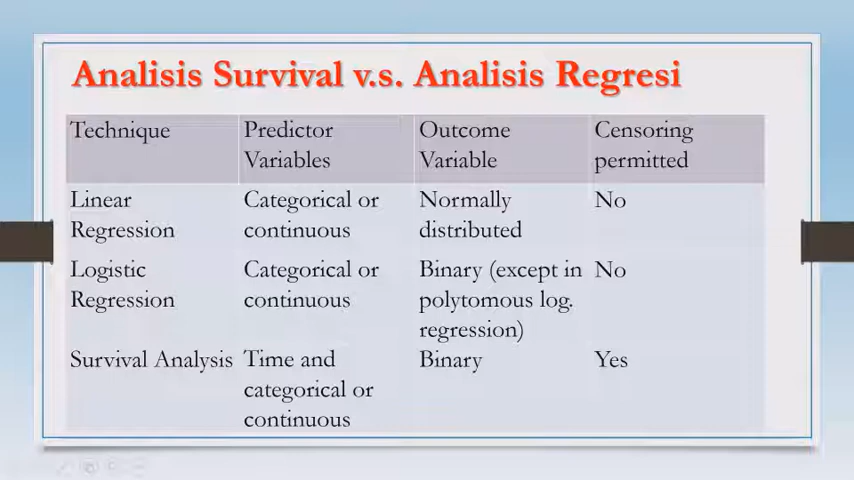 Analisis Survival v.s. Analisis Regresi
Technique
Predictor
Variables
Outcome
Variable
Censoring
permitted
Linear
Regression
Categorical or
continuous
Normally
distributed
No
Logistic
Regression
Categorical or
continuous
Binary (except in
polytomous log.
regression)
No
Survival Analysis
Time and
categorical or
continuous
Binary
Yes